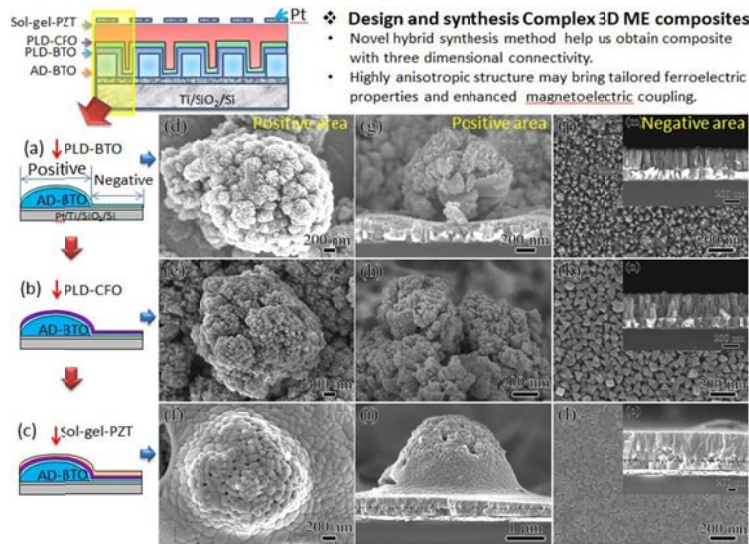 Pt
Sol-gel-PZT
PLD-CFO
PLD-BTO
AD-BTO
Ti/SiO₂/Si
❖ Design and synthesis Complex 3D ME composites
• Novel hybrid synthesis method help us obtain composite
with three dimensional connectivity.
• Highly anisotropic structure may bring tailored ferroelectric
properties and enhanced magnetoelectric coupling.
(a) PLD-BTO
Positive
Negative
AD-BTO
Pt/Ti/SiO₂/Si
(b) PLD-CFO
AD-BTO
(c) Sol-gel-PZT
AD-BTO
(d) Positive area
200 nm
(g) Positive area
200 nm
Negative area
200 nm
(e)
(h)
200 nm
(k)
200 nm
(f)
200 nm
(i)
1 um
(l)
200 nm